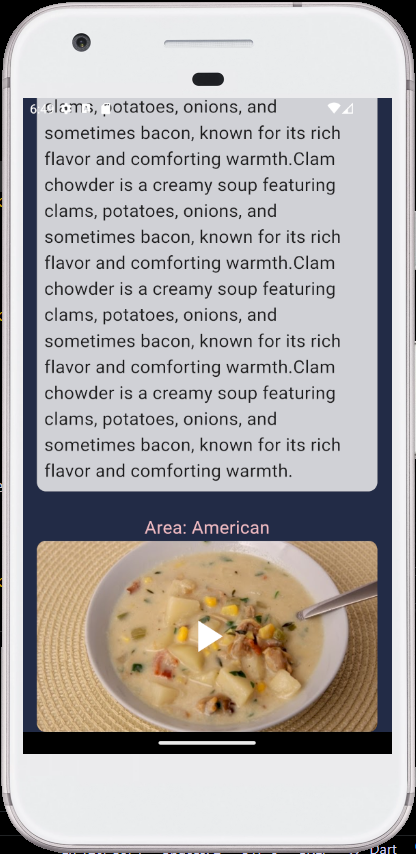 clams, potatoes, onions, and
sometimes bacon, known for its rich
flavor and comforting warmth.Clam
chowder is a creamy soup featuring
clams, potatoes, onions, and
sometimes bacon, known for its rich
flavor and comforting warmth.Clam
chowder is a creamy soup featuring
clams, potatoes, onions, and
sometimes bacon, known for its rich
flavor and comforting warmth.Clam
chowder is a creamy soup featuring
clams, potatoes, onions, and
sometimes bacon, known for its rich
flavor and comforting warmth.
Area: American
Dart